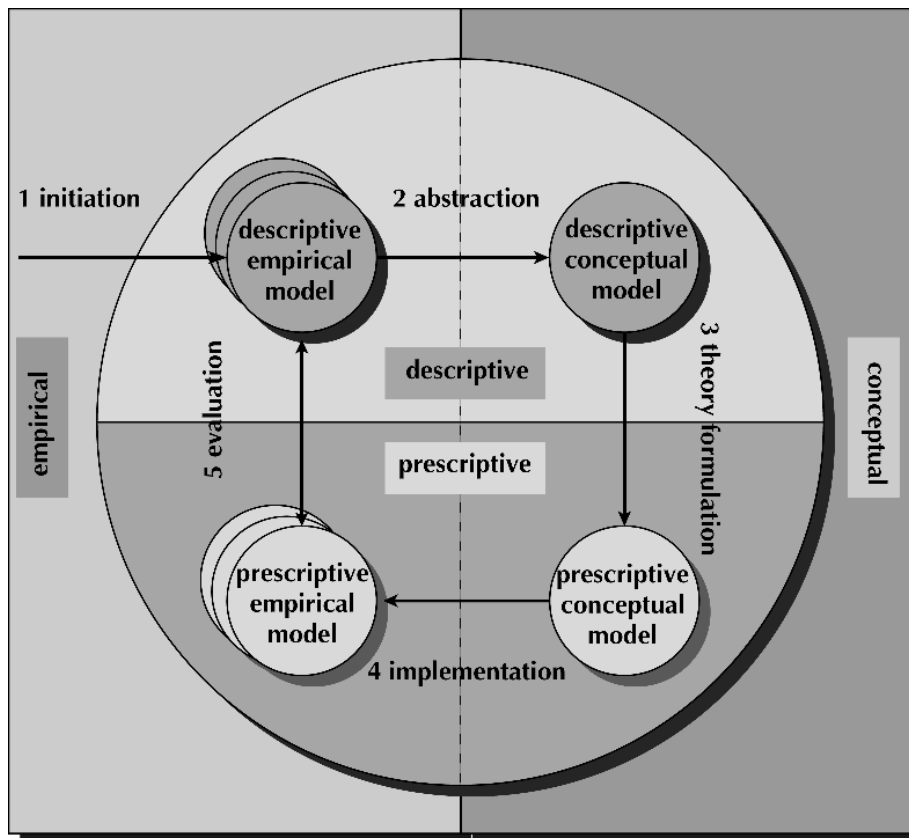 1 initiation
2 abstraction
descriptive
empirical
model
descriptive
conceptual
model
3 theory formulation
empirical
5 evaluation
descriptive
prescriptive
conceptual
prescriptive
empirical
model
prescriptive
conceptual
model
4 implementation